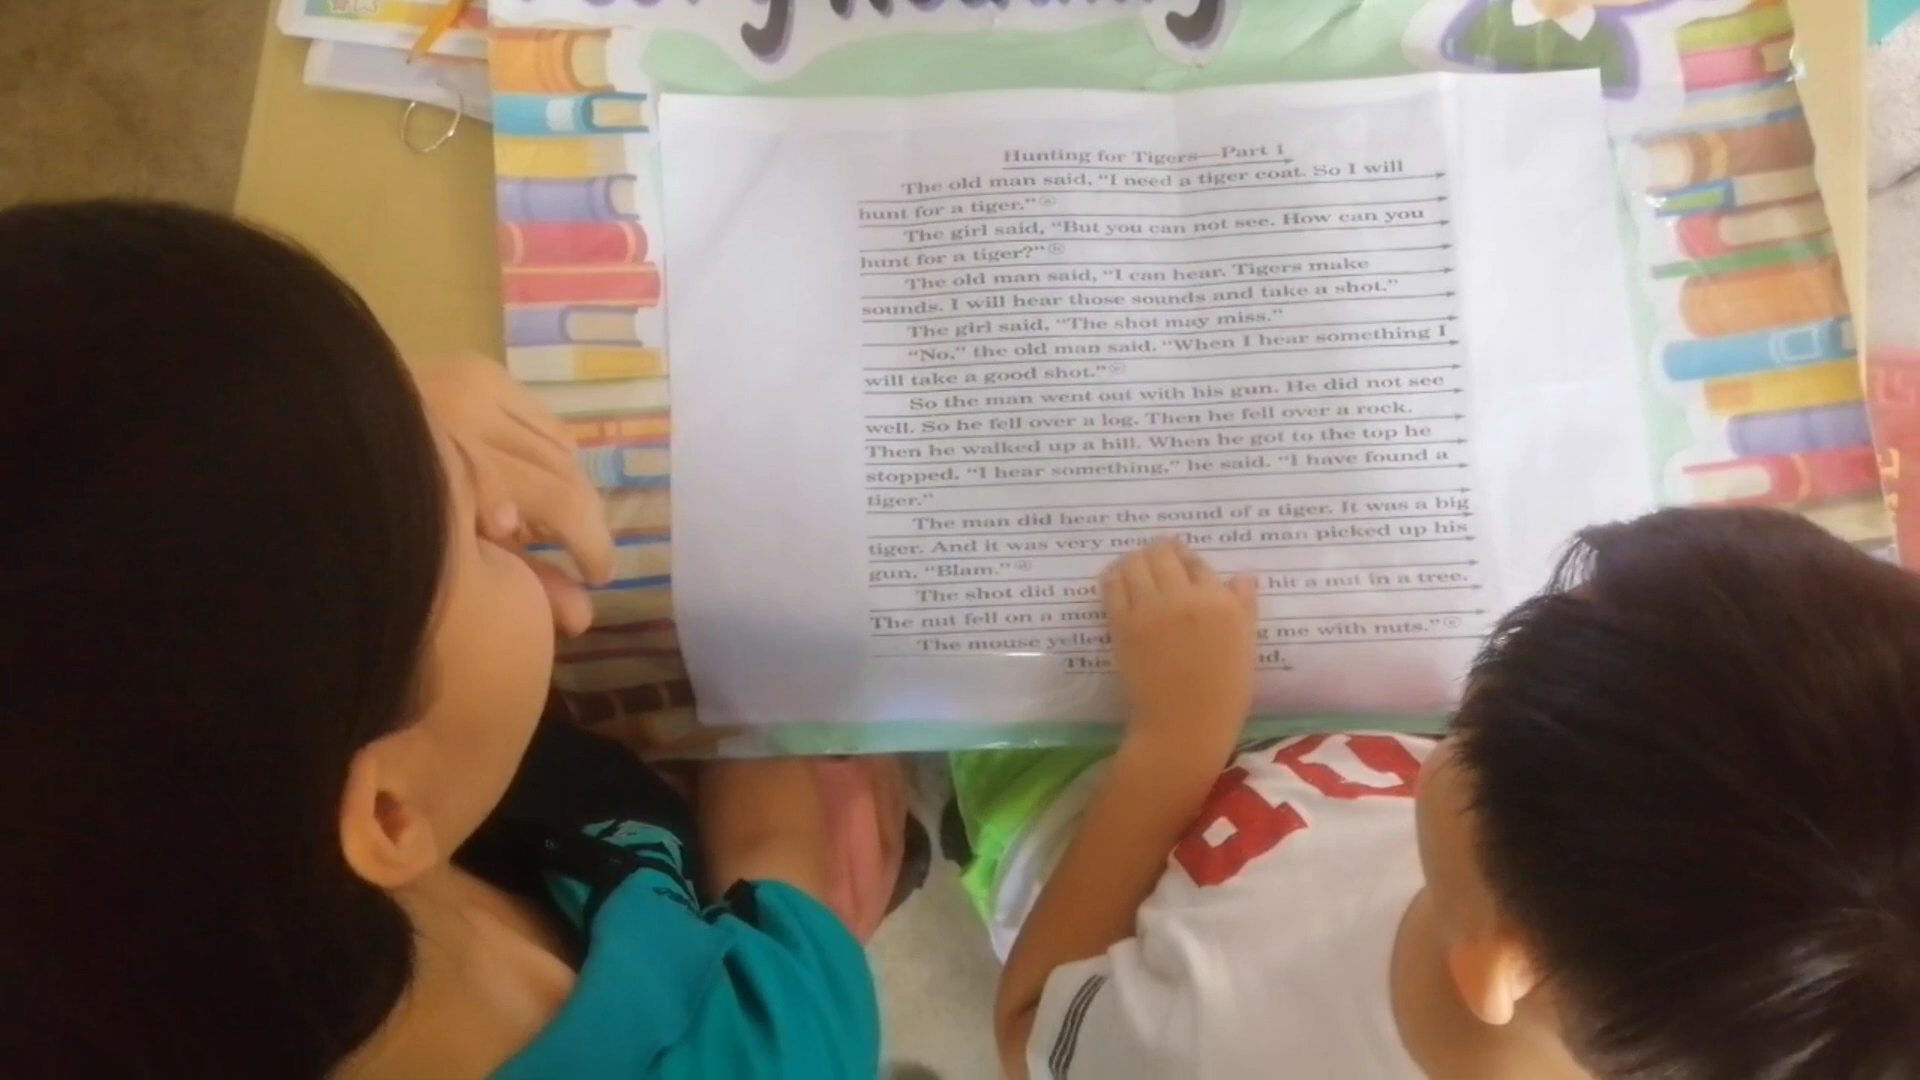 Hunting for Tigers—Part 1
The old man said, “I need a tiger coat. So I will
hunt for a tiger.” ⓐ
The girl said, “But you can not see. How can you
hunt for a tiger?” ⓑ
The old man said, “I can hear. Tigers make
sounds. I will hear those sounds and take a shot.”
The girl said, “The shot may miss.”
“No,” the old man said. “When I hear something I
will take a good shot.” ⓒ
So the man went out with his gun. He did not see
well. So he fell over a log. Then he fell over a rock.
Then he walked up a hill. When he got to the top he
stopped. “I hear something,” he said. “I have found a
tiger.”
The man did hear the sound of a tiger. It was a big
tiger. And it was very near. The old man picked up his
gun. “Blam.” ⓓ
The shot did not hit a nut in a tree.
The nut fell on a
The mouse yelled me with nuts.” ⓔ
This